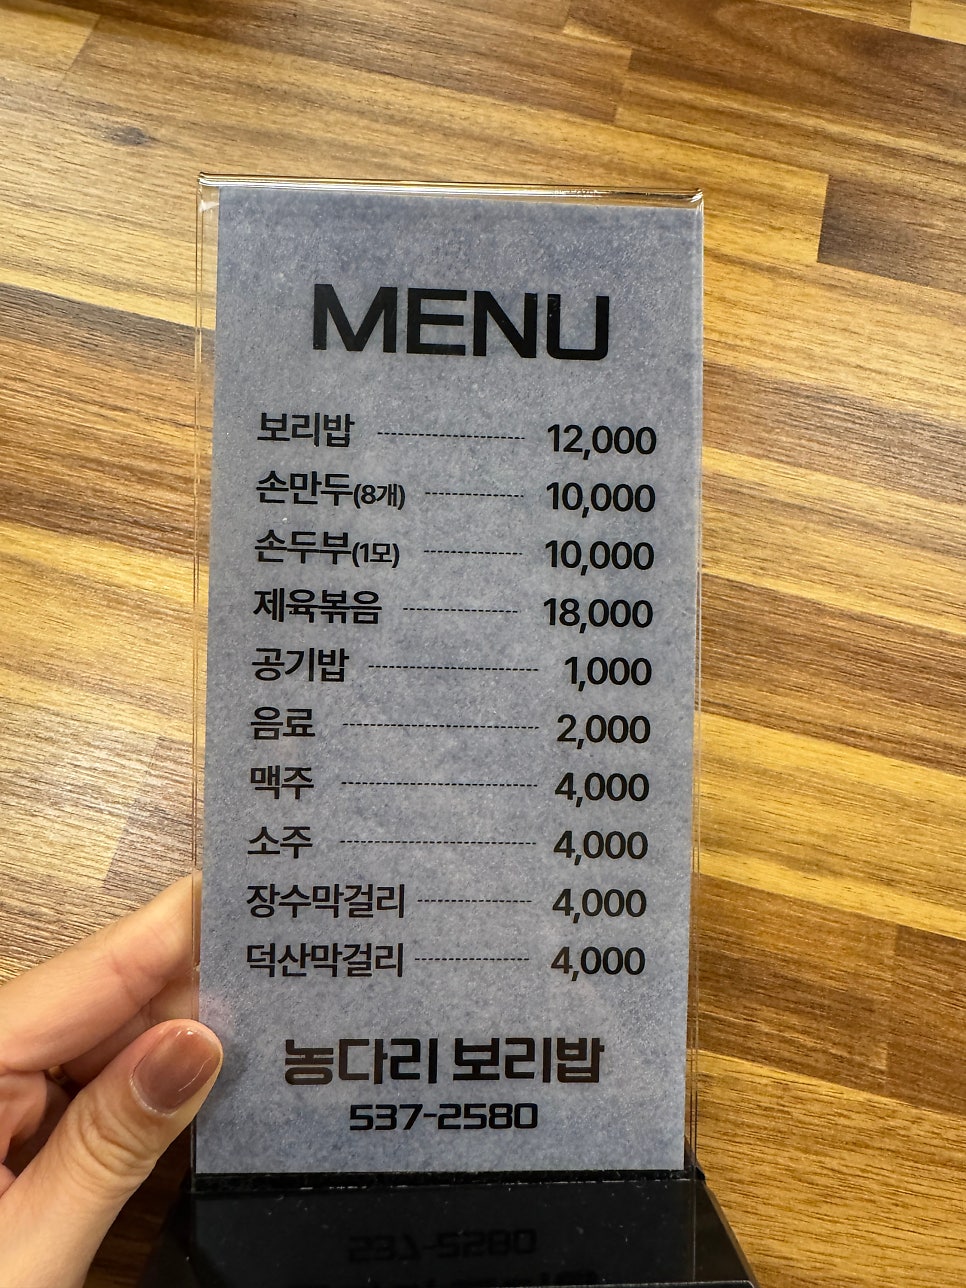 MENU
보리밥 12,000
손만두(8개) 10,000
손두부(1모) 10,000
제육볶음 18,000
공기밥 1,000
음료 2,000
맥주 4,000
소주 4,000
장수막걸리 4,000
덕산막걸리 4,000
농다리 보리밥
537-2580